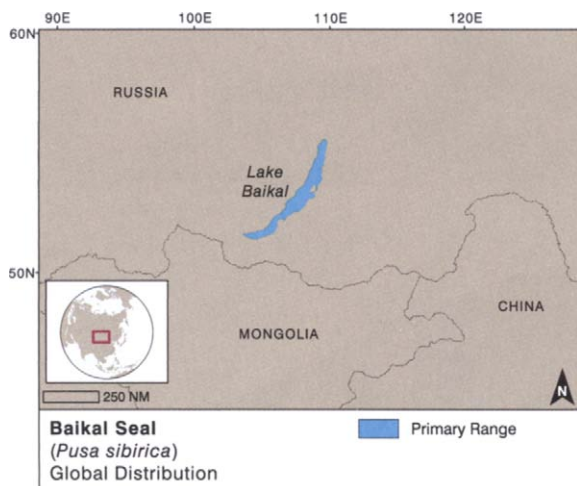 90E 100E 110E 120E
60N
RUSSIA
Lake
Baikal
50N
CHINA
MONGOLIA
250 NM
N
Baikal Seal
(Pusa sibirica)
Global Distribution
Primary Range